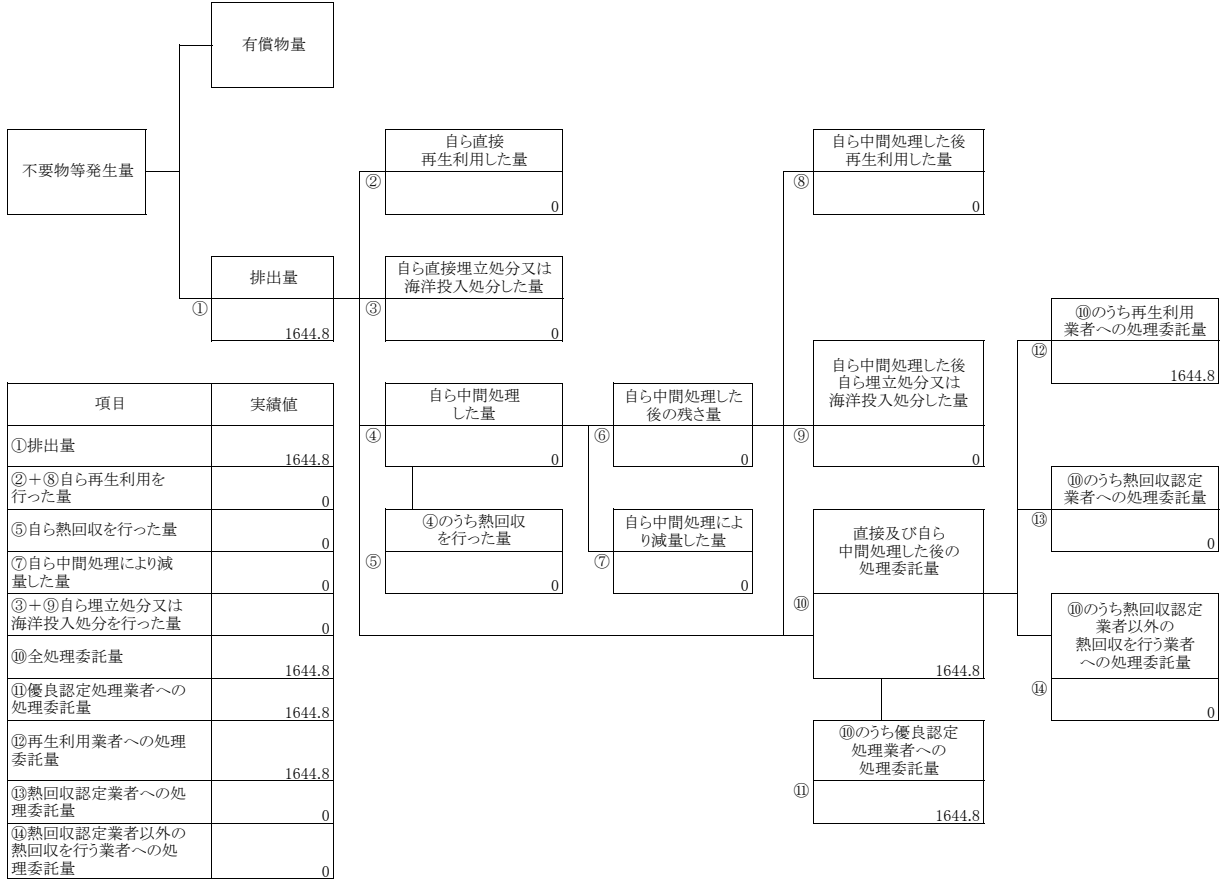 有償物量
不要物等発生量
自ら直接
再生利用した量
②
0
自ら中間処理した後
再生利用した量
⑧
0
排出量
①
1644.8
自ら直接埋立処分又は
海洋投入処分した量
③
0
⑩のうち再生利用
業者への処理委託量
⑫
1644.8
自ら中間処理
した量
④
0
自ら中間処理した
後の残さ量
⑥
0
自ら中間処理した後
自ら埋立処分又は
海洋投入処分した量
⑨
0
⑩のうち熱回収認定
業者への処理委託量
⑬
0
④のうち熱回収
を行った量
⑤
0
自ら中間処理によ
り減量した量
⑦
0
直接及び自ら
中間処理した後の
処理委託量
⑩
1644.8
⑩のうち熱回収認定
業者以外の
熱回収を行う業者
への処理委託量
⑭
0
⑩のうち優良認定
処理業者への
処理委託量
⑪
1644.8
項目 実績値
①排出量
1644.8
②＋⑧自ら再生利用を
行った量
0
⑤自ら熱回収を行った量
0
⑦自ら中間処理により減
量した量
0
③＋⑨自ら埋立処分又は
海洋投入処分を行った量
0
⑩全処理委託量
1644.8
⑪優良認定処理業者への
処理委託量
1644.8
⑫再生利用業者への処理
委託量
1644.8
⑬熱回収認定業者への処
理委託量
0
⑭熱回収認定業者以外の
熱回収を行う業者への処
理委託量
0